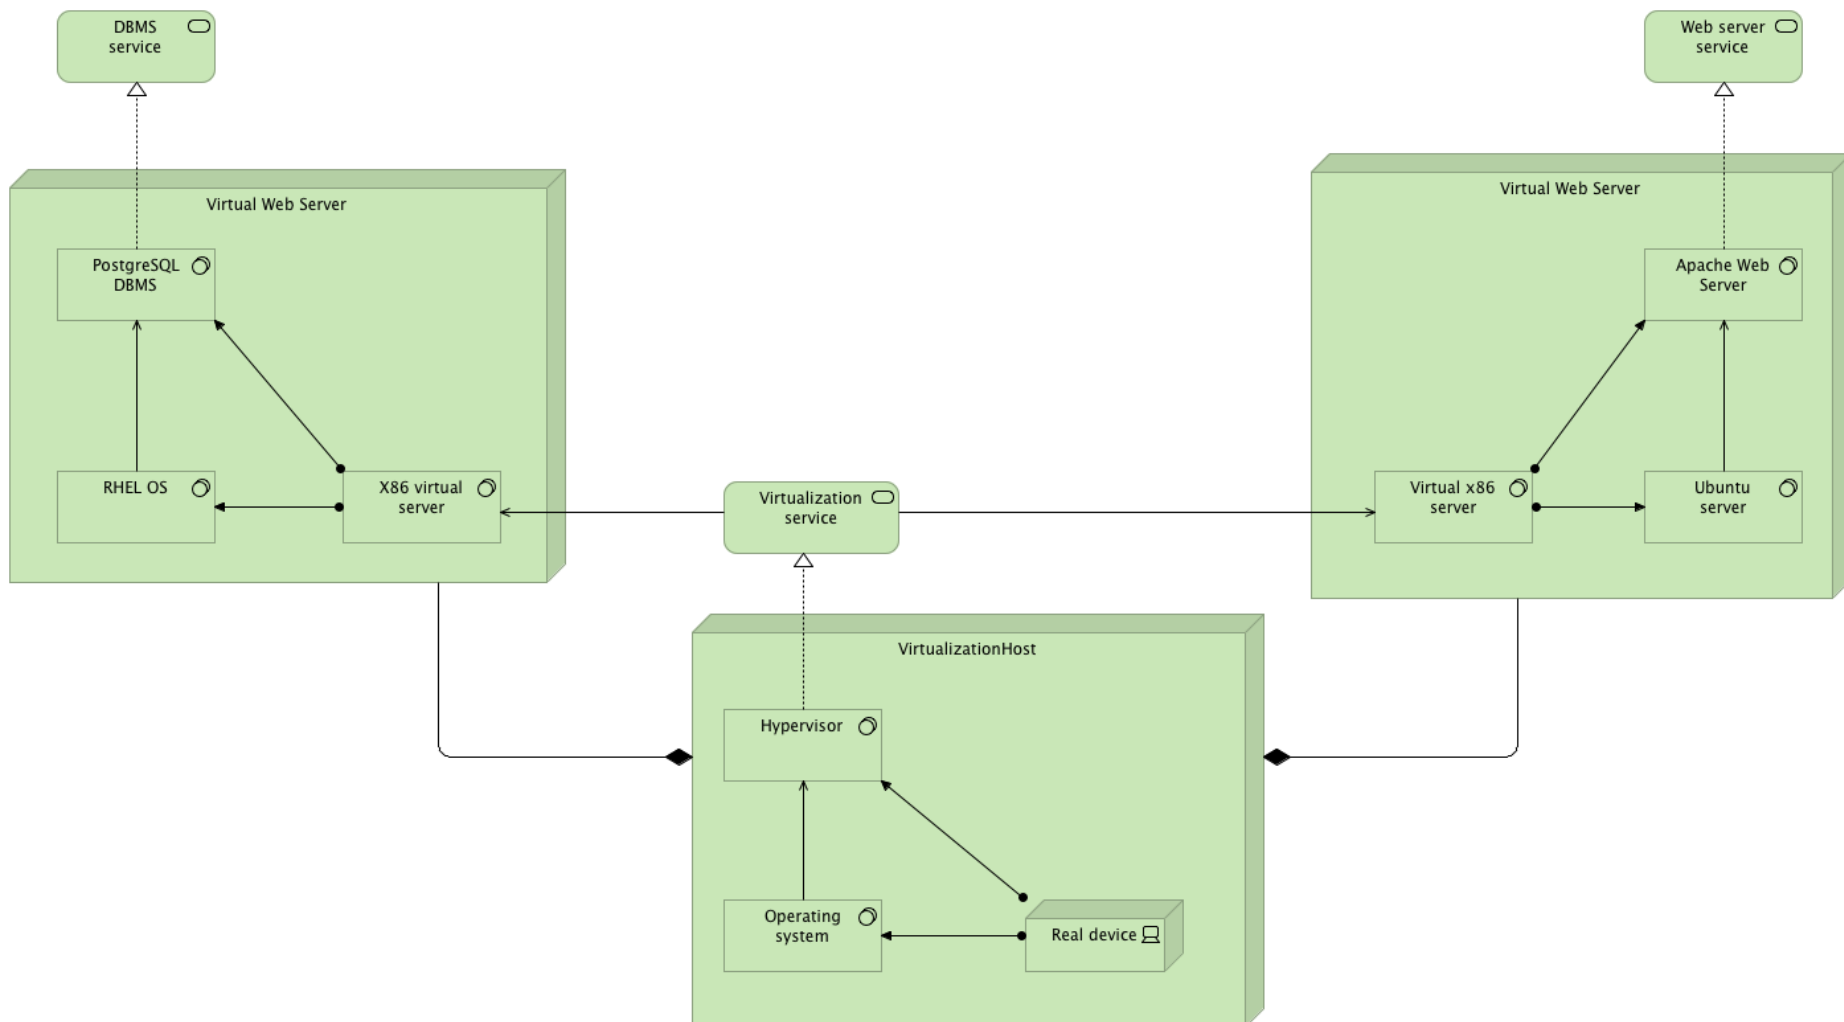 DBMS
service
Web server
service
Virtual Web Server
PostgreSQL
DBMS
RHEL OS
X86 virtual
server
Virtual Web Server
Apache Web
Server
Virtual x86
server
Ubuntu
server
Virtualization
service
VirtualizationHost
Hypervisor
Operating
system
Real device